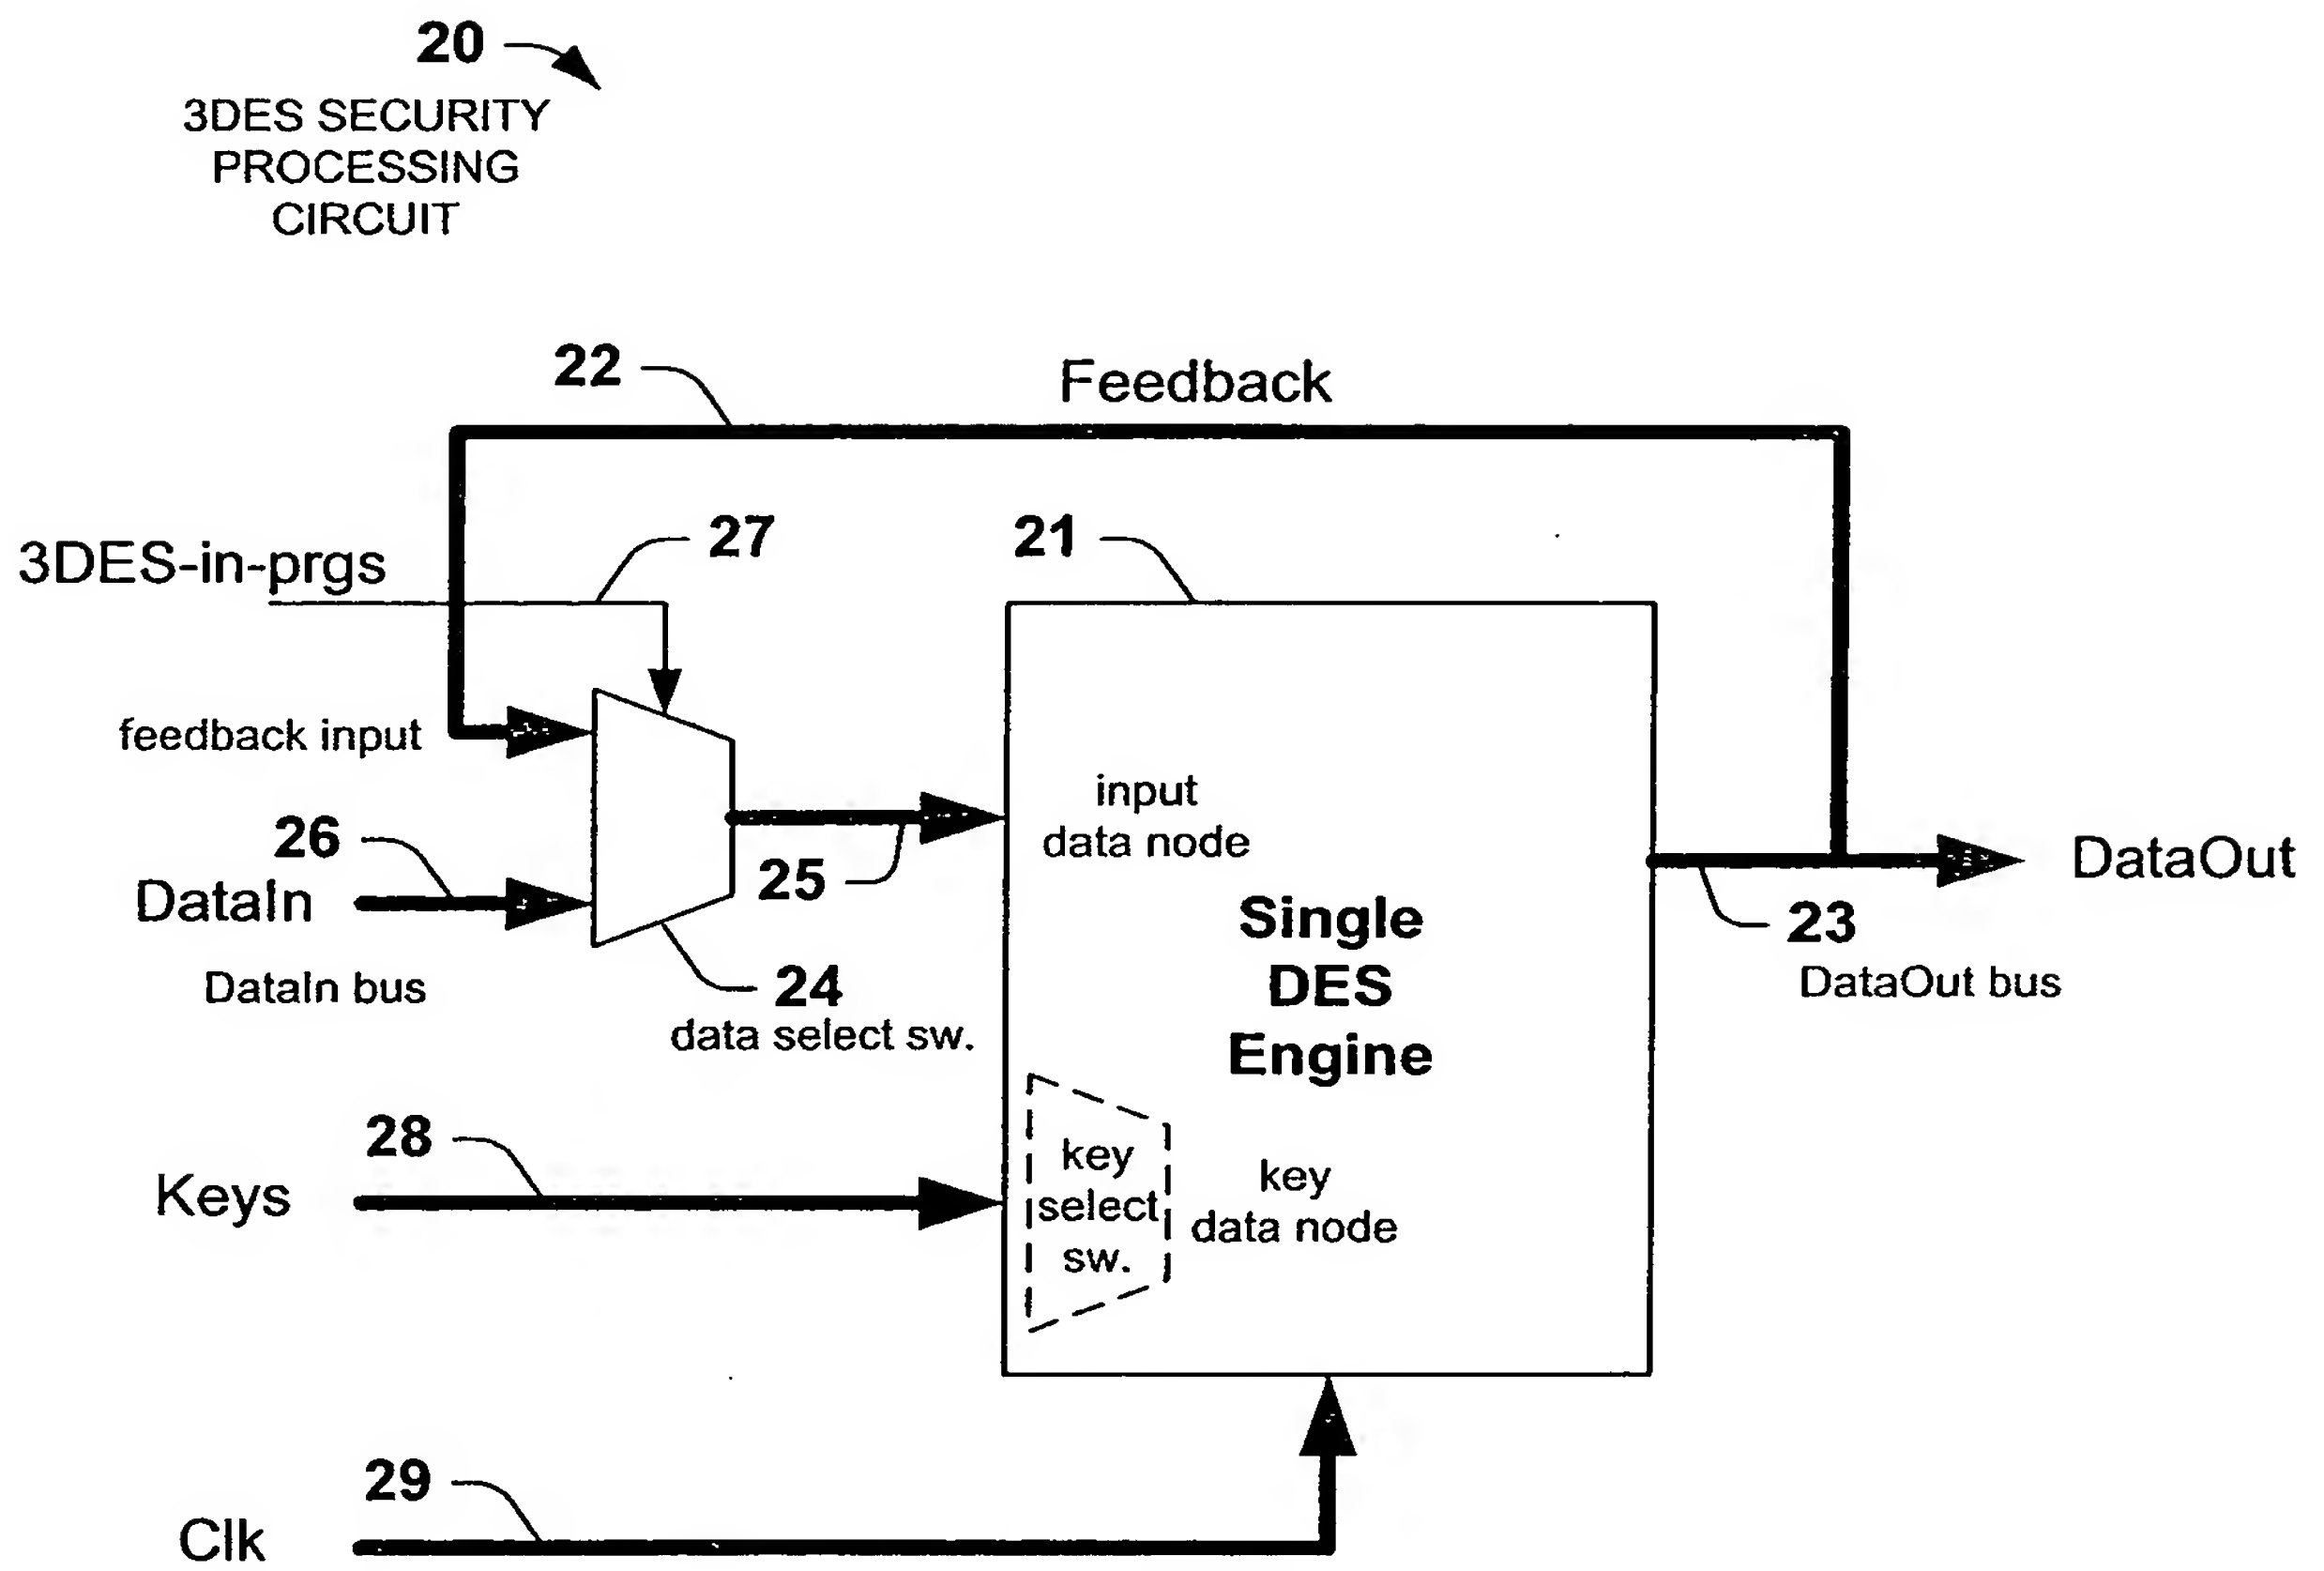 20
3DES SECURITY
PROCESSING
CIRCUIT
22
Feedback
3DES-in-prgs
27
21
feedback input
input
data node
26
DataIn
25
DataOut
Single
DES
Engine
23
DataIn bus
24
data select sw.
DataOut bus
28
Keys
key
select
sw.
key
data node
29
Clk